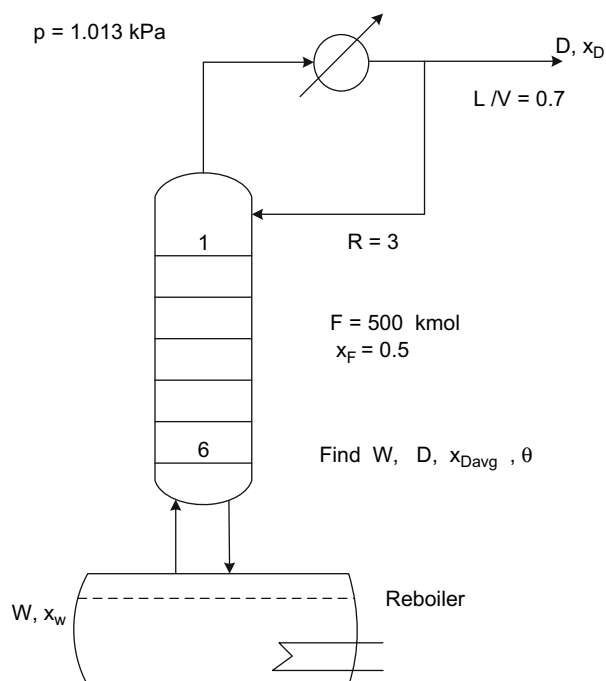 p = 1.013 kPa
D, x_D
L /V = 0.7
1
R = 3
F = 500 kmol
x_F = 0.5
6
Find W, D, x_Davg , θ
Reboiler
W, x_w